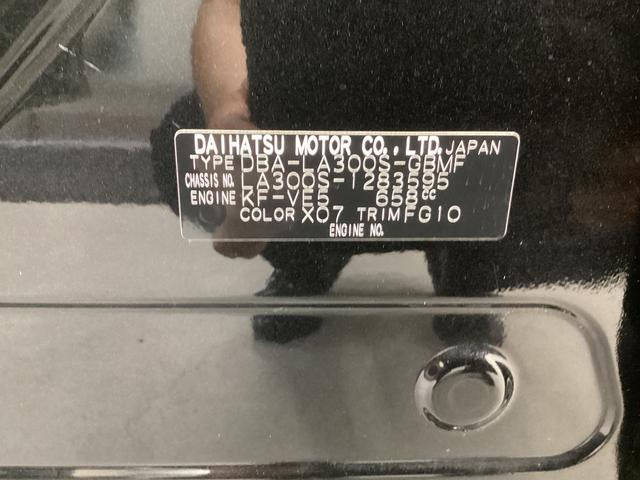 DAIHATSU MOTOR CO., LTD. JAPAN
TYPE DBA-LA300S-GBMF
CHASSIS NO. LA300S-1283595
ENGINE KF-VE5 658cc
COLOR X07 TRIM FG10
ENGINE NO.